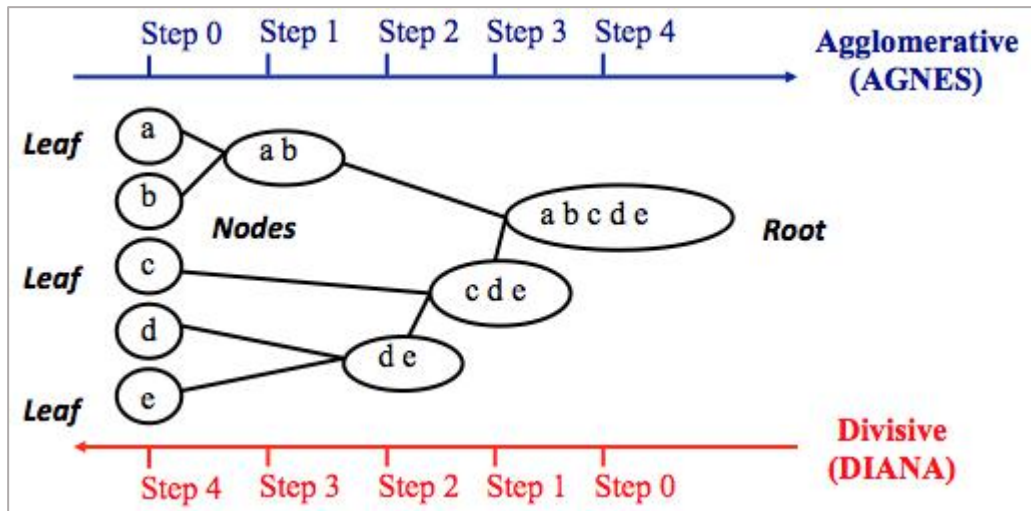 Step 0 Step 1 Step 2 Step 3 Step 4
Agglomerative
(AGNES)
Leaf
a
a b
b
a b c d e
Nodes
Root
Leaf
c
c d e
d
d e
e
Leaf
Divisive
(DIANA)
Step 4 Step 3 Step 2 Step 1 Step 0